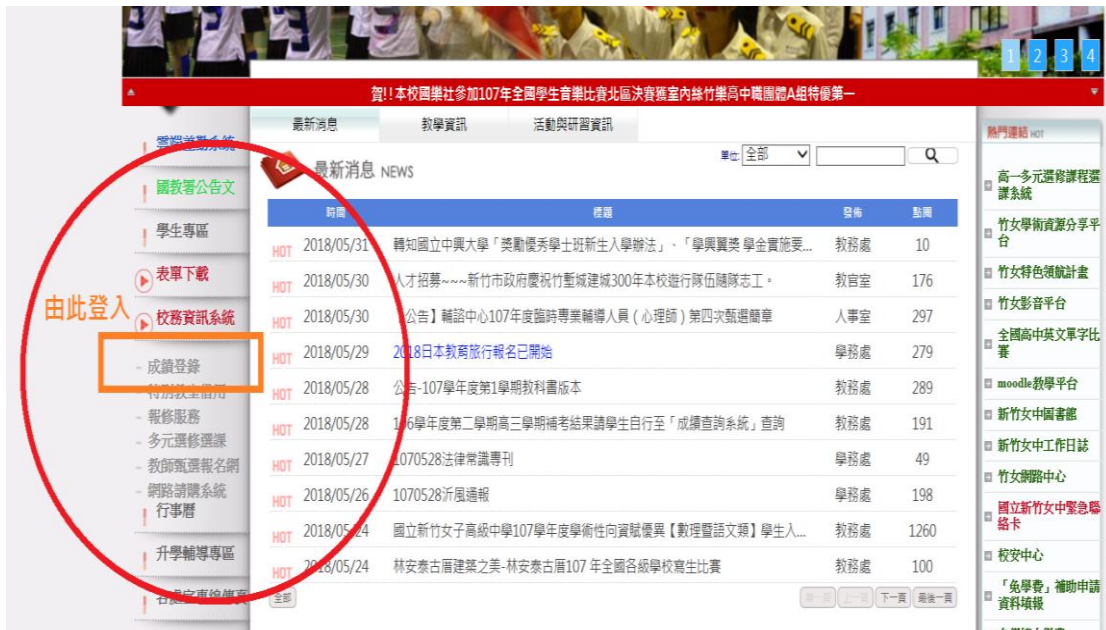 1 2 3 4
賀!!本校國樂社參加107年全國學生音樂比賽北區決賽獲室內絲竹樂高中職團體A組特優第一
雲端差勤系統
國教署公告文
學生專區
表單下載
由此登入
校務資訊系統
- 成績登錄
- 特別教室借用
- 報修服務
- 多元選修選課
- 教師甄選報名網
- 網路請購系統
行事曆
升學輔導專區
各處室專線傳真
最新消息 教學資訊 活動與研習資訊
最新消息 NEWS
單位: 全部
時間 標題 發佈 點閱
HOT 2018/05/31 轉知國立中興大學「獎勵優秀學士班新生入學辦法」、「學興翼獎學金實施要... 教務處 10
HOT 2018/05/30 人才招募~~~新竹市政府慶祝竹塹建城300年本校遊行隊伍隨隊志工。 教官室 176
HOT 2018/05/30 【公告】輔諮中心107年度臨時專業輔導人員(心理師)第四次甄選簡章 人事室 297
HOT 2018/05/29 2018日本教育旅行報名已開始 學務處 279
HOT 2018/05/28 公告-107學年度第1學期教科書版本 教務處 289
HOT 2018/05/28 106學年度第二學期高三學期補考結果請學生自行至「成績查詢系統」查詢 教務處 191
HOT 2018/05/27 1070528法律常識專刊 學務處 49
HOT 2018/05/26 1070528沂風通報 學務處 198
HOT 2018/05/24 國立新竹女子高級中學107學年度學術性向資賦優異【數理暨語文類】學生入... 教務處 1260
HOT 2018/05/24 林安泰古厝建築之美-林安泰古厝107 年全國各級學校寫生比賽 教務處 100
全部 第一頁 上一頁 下一頁 最後一頁
熱門連結 HOT
高一多元選修課程選
課系統
竹女學術資源分享平
台
竹女特色領航計畫
竹女影音平台
全國高中英文單字比
賽
moodle教學平台
新竹女中圖書館
新竹女中工作日誌
竹女網路中心
國立新竹女中緊急聯
絡卡
校安中心
「免學費」補助申請
資料填報